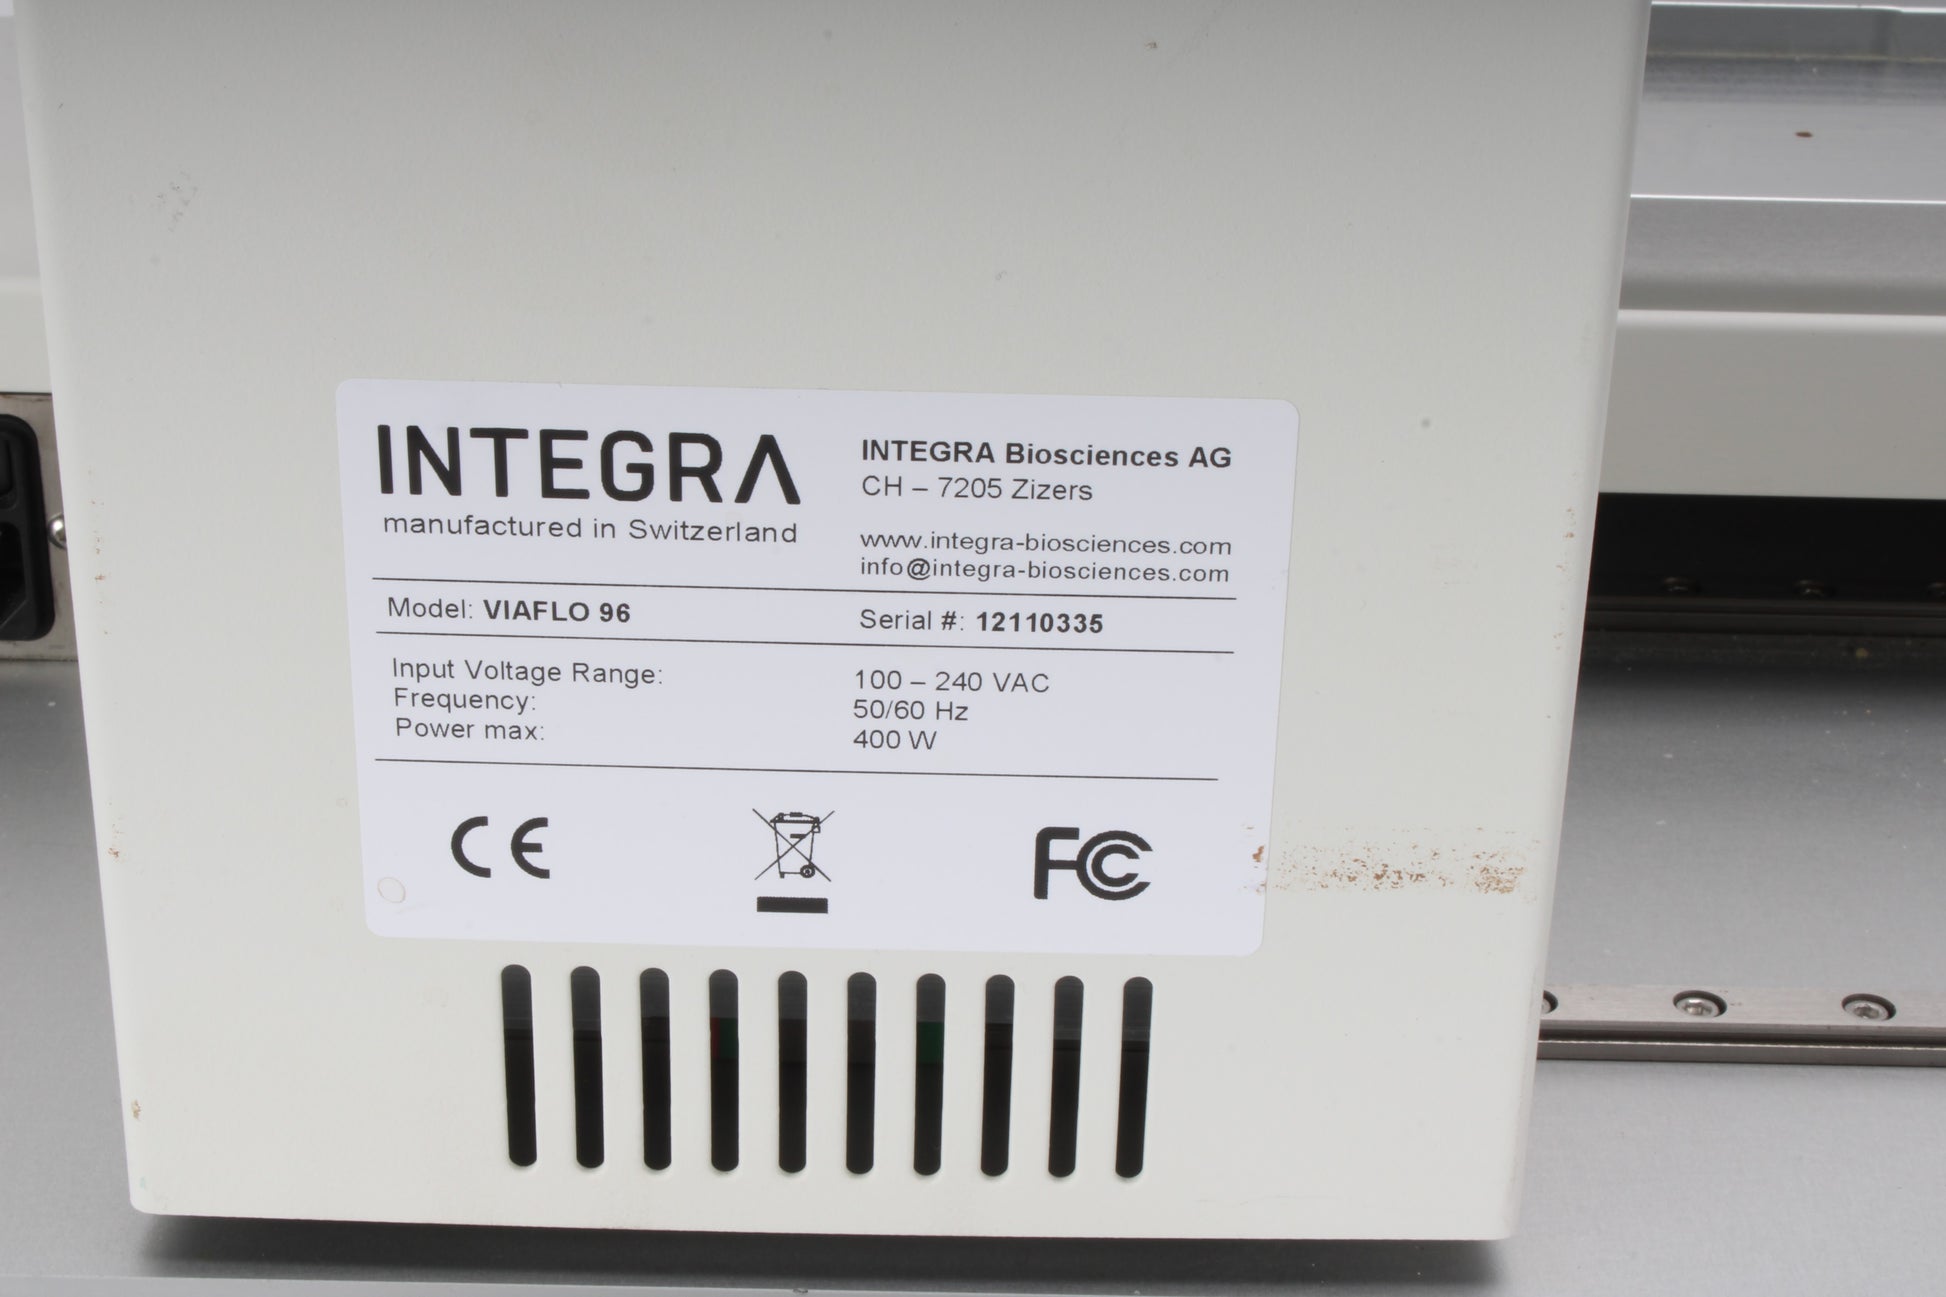 INTEGRA
manufactured in Switzerland
INTEGRA Biosciences AG
CH – 7205 Zizers
www.integra-biosciences.com
info@integra-biosciences.com
Model: VIAFLO 96
Serial #: 12110335
Input Voltage Range: 100 – 240 VAC
Frequency: 50/60 Hz
Power max: 400 W
CE
FC